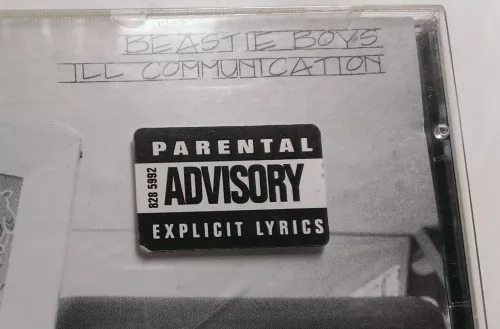 BEASTIE BOYS
ILL COMMUNICATION
PARENTAL
828 5992
ADVISORY
EXPLICIT LYRICS